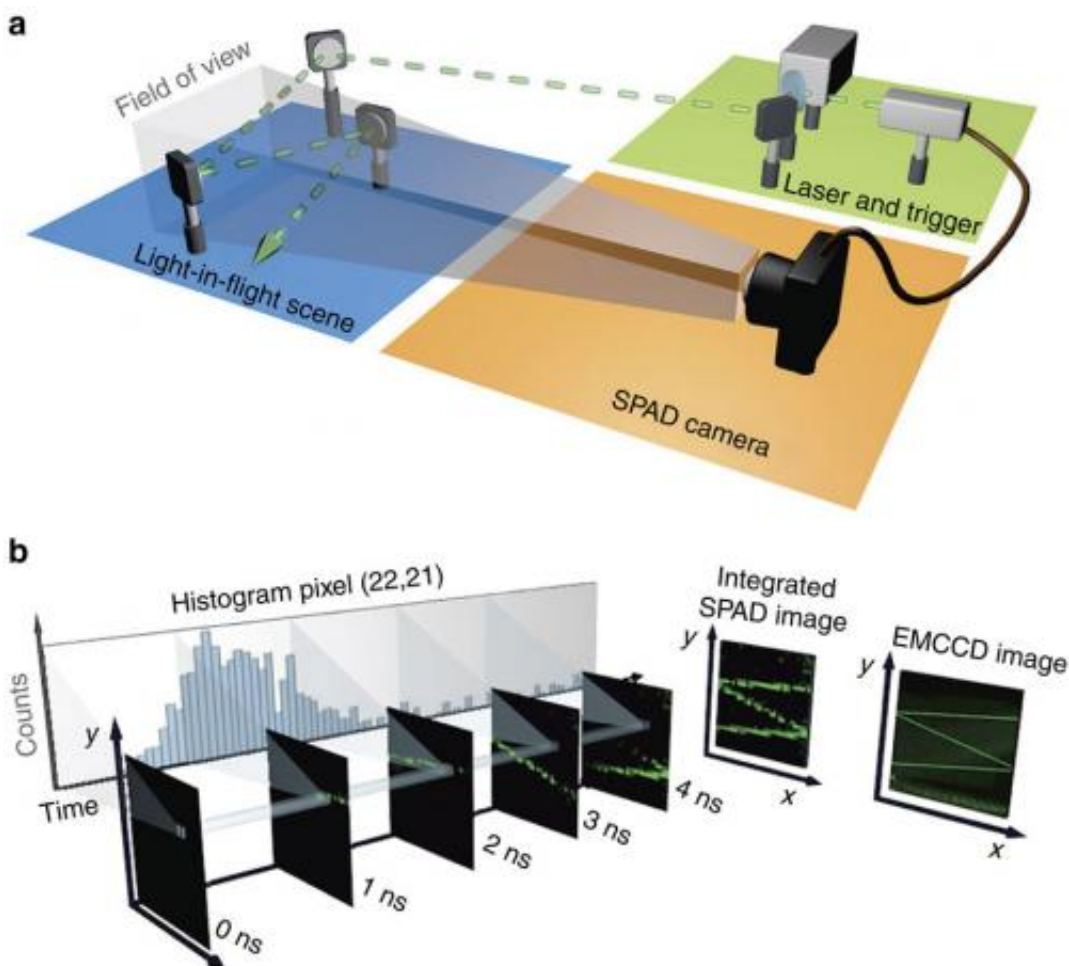 a
Field of view
Laser and trigger
Light-in-flight scene
SPAD camera
b
Histogram pixel (22,21)
Counts
Time
y
0 ns
1 ns
2 ns
3 ns
4 ns
Integrated
SPAD image
y
x
EMCCD image
y
x